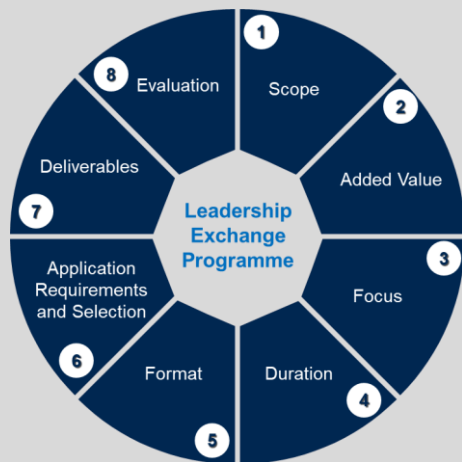 Leadership
Exchange
Programme
1
Scope
2
Added Value
3
Focus
4
Duration
5
Format
6
Application
Requirements
and Selection
7
Deliverables
8
Evaluation